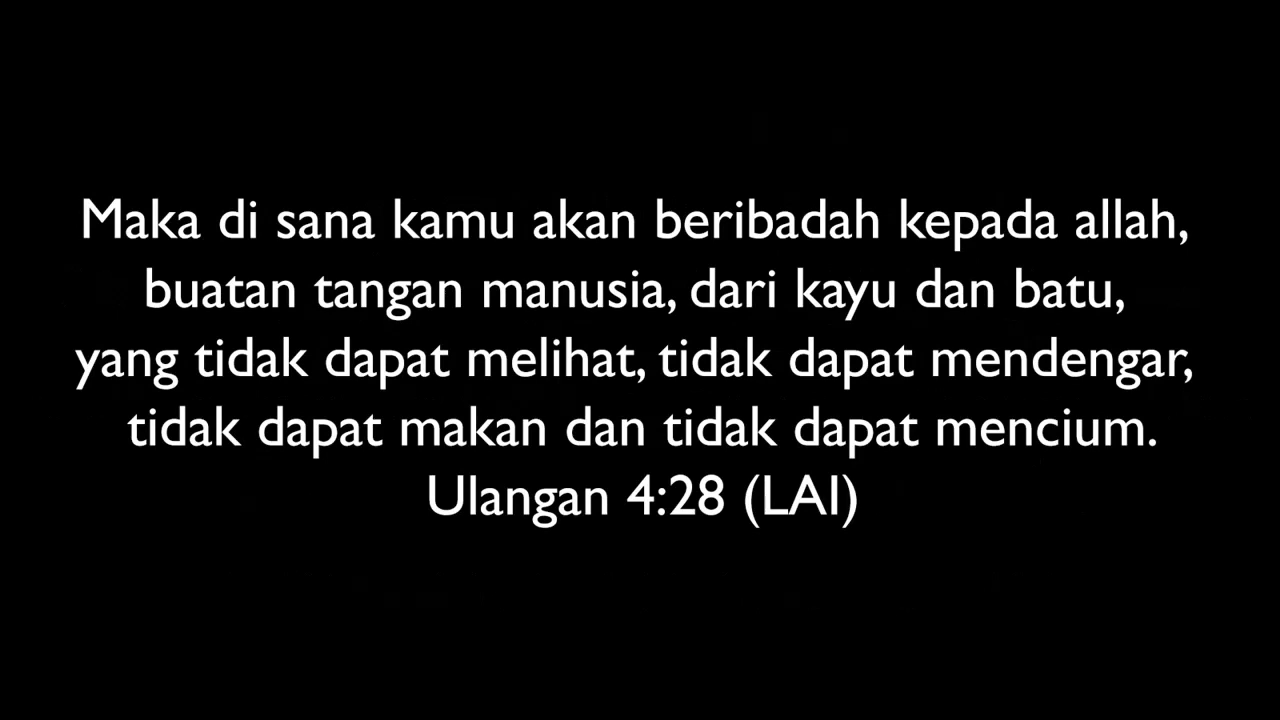 Maka di sana kamu akan beribadah kepada allah,
buatan tangan manusia, dari kayu dan batu,
yang tidak dapat melihat, tidak dapat mendengar,
tidak dapat makan dan tidak dapat mencium.
Ulangan 4:28 (LAI)